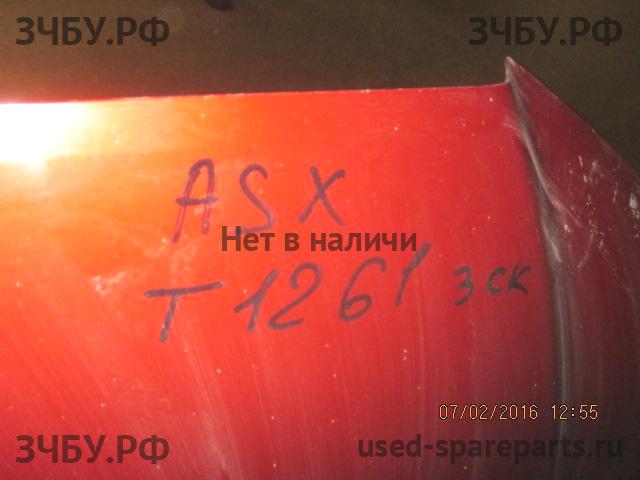 ЗЧБУ.РФ ЗЧБУ.РФ
ASX
Нет в наличи
T 1261 зск
07/02/2016 12:55
ЗЧБУ.РФ used-spareparts.ru